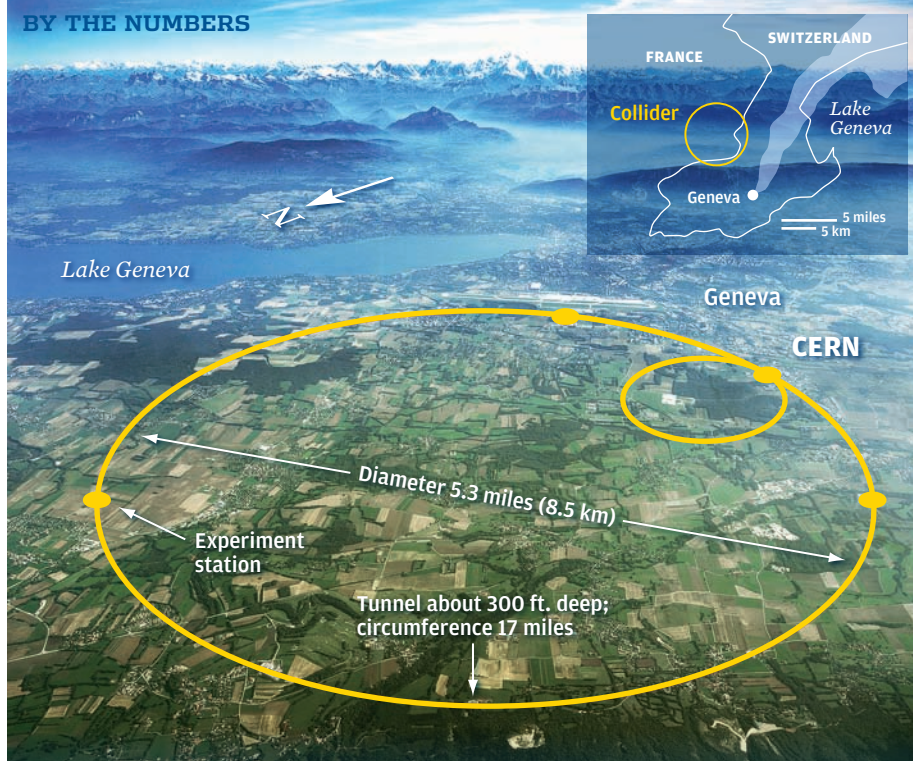 BY THE NUMBERS
FRANCE
SWITZERLAND
Collider
Lake
Geneva
Geneva
5 miles
5 km
N
Lake Geneva
Geneva
CERN
Diameter 5.3 miles (8.5 km)
Experiment
station
Tunnel about 300 ft. deep;
circumference 17 miles